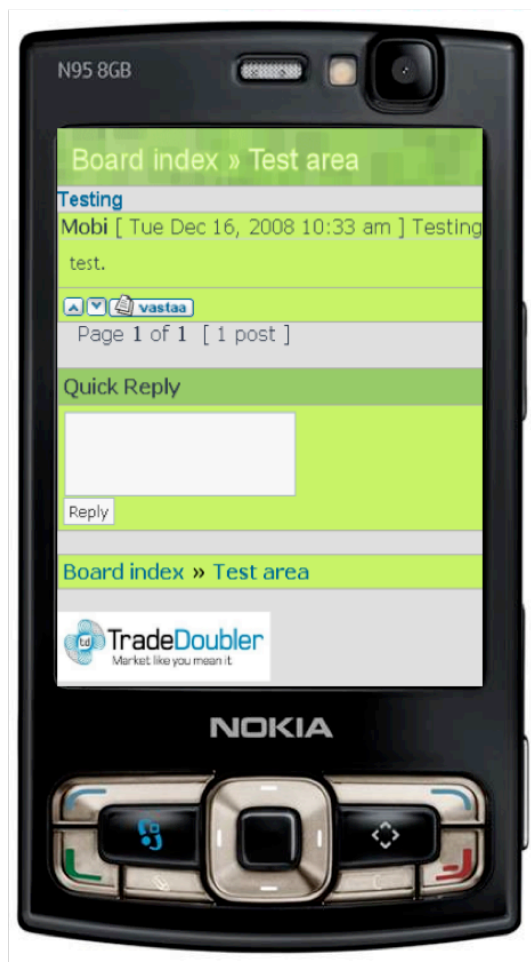 N95 8GB
Board index » Test area
Testing
Mobi [ Tue Dec 16, 2008 10:33 am ] Testing
test.
vastaa
Page 1 of 1 [ 1 post ]
Quick Reply
Reply
Board index » Test area
td TradeDoubler
Market like you mean it
NOKIA